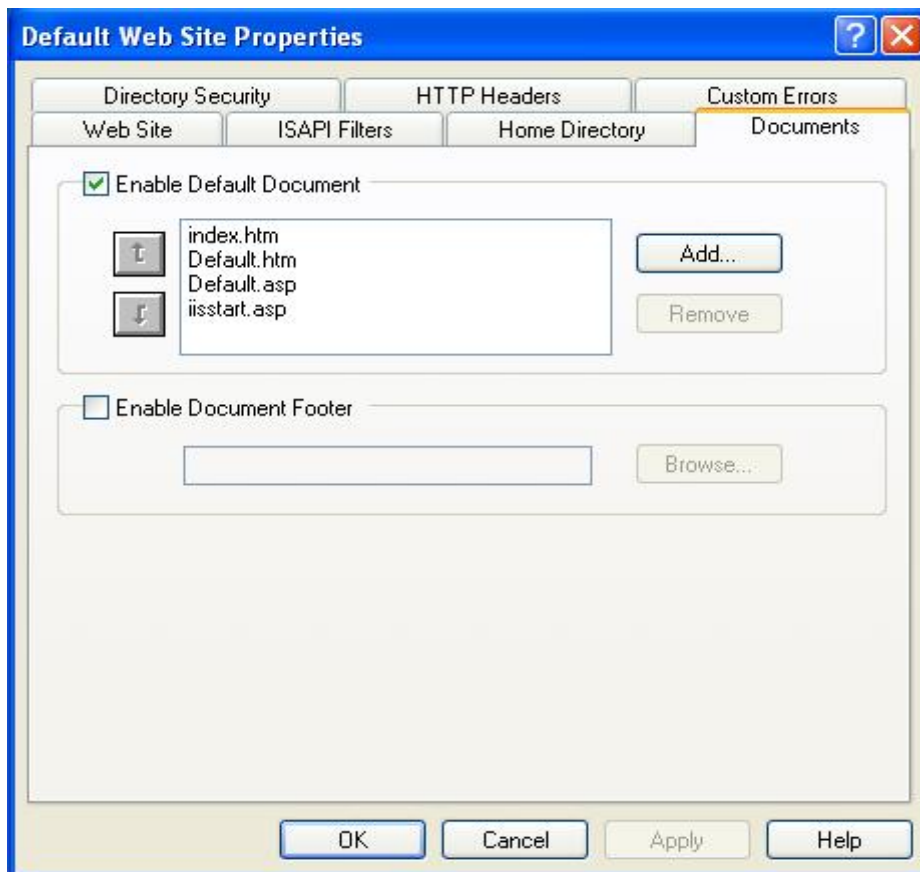 Default Web Site Properties
?
Directory Security HTTP Headers Custom Errors
Web Site ISAPI Filters Home Directory Documents
Enable Default Document
index.htm
Default.htm
Default.asp
iisstart.asp
Add...
Remove
Enable Document Footer
Browse...
OK Cancel Apply Help